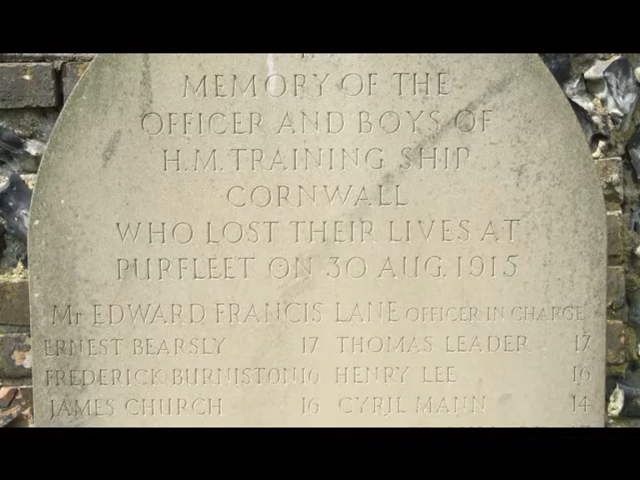 MEMORY OF THE
OFFICER AND BOYS OF
H.M. TRAINING SHIP
CORNWALL
WHO LOST THEIR LIVES AT
PURFLEET ON 30 AUG. 1915
Mr EDWARD FRANCIS LANE OFFICER IN CHARGE
ERNEST BEARSLY 17 THOMAS LEADER 17
FREDERICK BURNISTON 16 HENRY LEE 16
JAMES CHURCH 16 CYRIL MANN 14